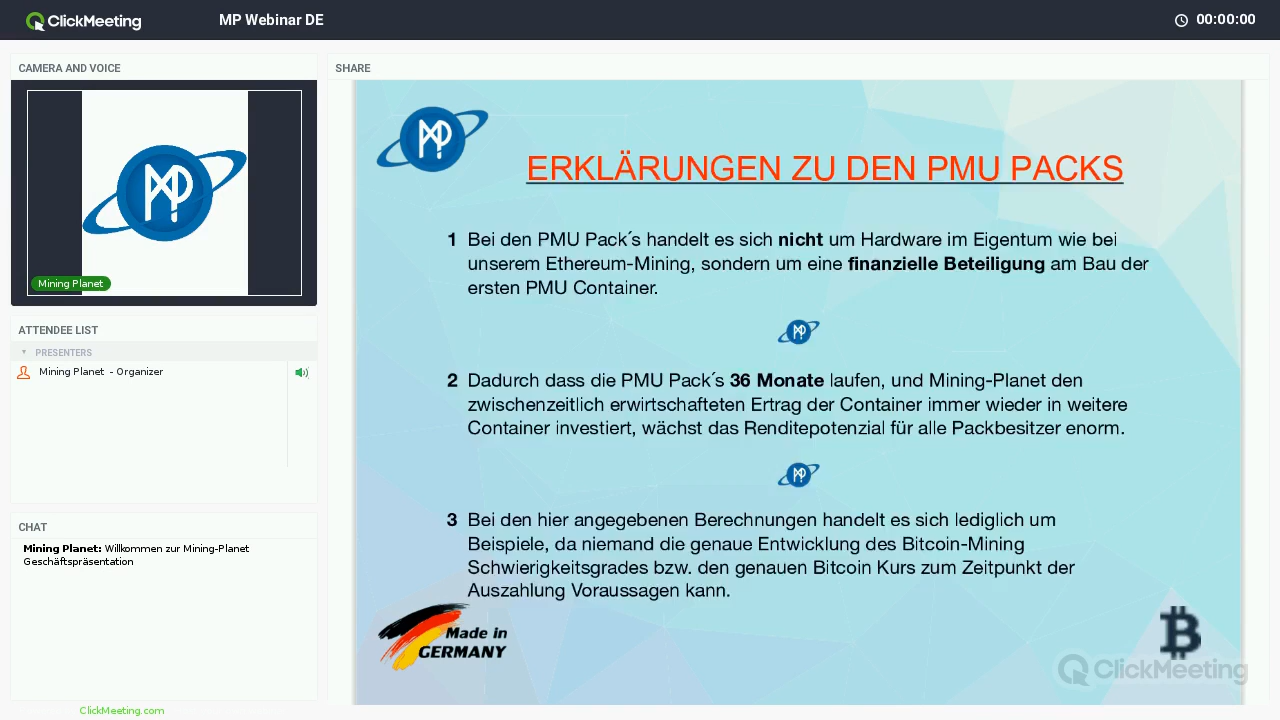 ClickMeeting
MP Webinar DE
00:00:00
CAMERA AND VOICE
MP
Mining Planet
ATTENDEE LIST
PRESENTERS
Mining Planet - Organizer
CHAT
Mining Planet: Willkommen zur Mining-Planet
Geschäftspräsentation
ClickMeeting.com
SHARE
MP
ERKLÄRUNGEN ZU DEN PMU PACKS
1 Bei den PMU Pack´s handelt es sich nicht um Hardware im Eigentum wie bei
unserem Ethereum-Mining, sondern um eine finanzielle Beteiligung am Bau der
ersten PMU Container.
MP
2 Dadurch dass die PMU Pack´s 36 Monate laufen, und Mining-Planet den
zwischenzeitlich erwirtschafteten Ertrag der Container immer wieder in weitere
Container investiert, wächst das Renditepotenzial für alle Packbesitzer enorm.
MP
3 Bei den hier angegebenen Berechnungen handelt es sich lediglich um
Beispiele, da niemand die genaue Entwicklung des Bitcoin-Mining
Schwierigkeitsgrades bzw. den genauen Bitcoin Kurs zum Zeitpunkt der
Auszahlung Voraussagen kann.
Made in
GERMANY
ClickMeeting